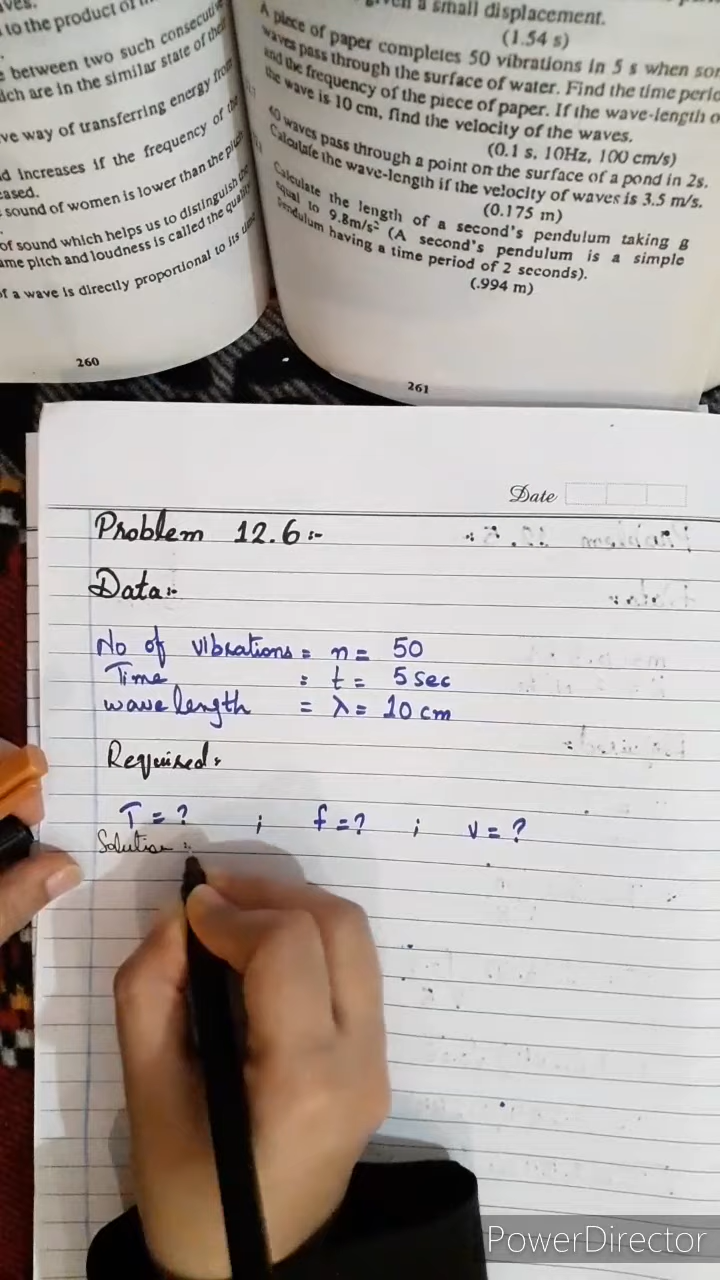 ves.
to the product of
e between two such consecutive
ich are in the similar state of their
ve way of transferring energy from
d increases if the frequency of the
eased.
sound of women is lower than the pitch
of sound which helps us to distinguish the
ame pitch and loudness is called the quality
of a wave is directly proportional to its
260
a small displacement.
(1.54 s)
A piece of paper completes 50 vibrations in 5 s when
waves pass through the surface of water. Find the time
and the frequency of the piece of paper. If the wave-length
the wave is 10 cm, find the velocity of the waves.
(0.1 s, 10Hz, 100 cm/s)
40 waves pass through a point on the surface of a pond in 2s.
Calculate the wave-length if the velocity of waves is 3.5 m/s.
(0.175 m)
Calculate the length of a second's pendulum taking g
equal to 9.8m/s² (A second's pendulum is a simple
pendulum having a time period of 2 seconds).
(.994 m)
261
Date
Problem 12.6:-
Data:-
No of vibrations = n = 50
Time : t = 5 sec
wave length = λ = 10 cm
Required:
T = ? ; f = ? ; v = ?
Solution :
PowerDirector